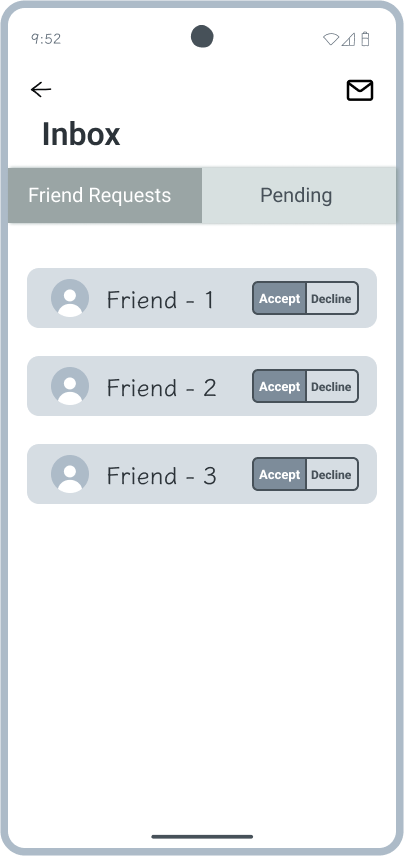 9:52
Inbox
Friend Requests Pending
Friend - 1 Accept Decline
Friend - 2 Accept Decline
Friend - 3 Accept Decline